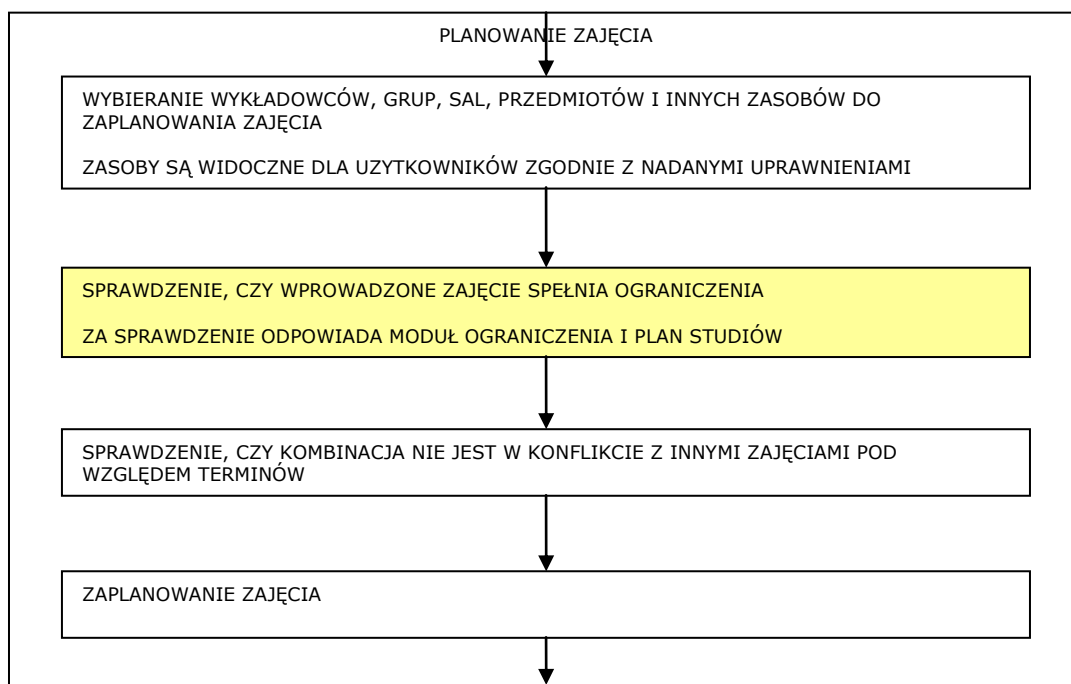 PLANOWANIE ZAJĘCIA
WYBIERANIE WYKŁADOWCÓW, GRUP, SAL, PRZEDMIOTÓW I INNYCH ZASOBÓW DO
ZAPLANOWANIA ZAJĘCIA
ZASOBY SĄ WIDOCZNE DLA UZYTKOWNIKÓW ZGODNIE Z NADANYMI UPRAWNIENIAMI
SPRAWDZENIE, CZY WPROWADZONE ZAJĘCIE SPEŁNIA OGRANICZENIA
ZA SPRAWDZENIE ODPOWIADA MODUŁ OGRANICZENIA I PLAN STUDIÓW
SPRAWDZENIE, CZY KOMBINACJA NIE JEST W KONFLIKCIE Z INNYMI ZAJĘCIAMI POD
WZGLĘDEM TERMINÓW
ZAPLANOWANIE ZAJĘCIA